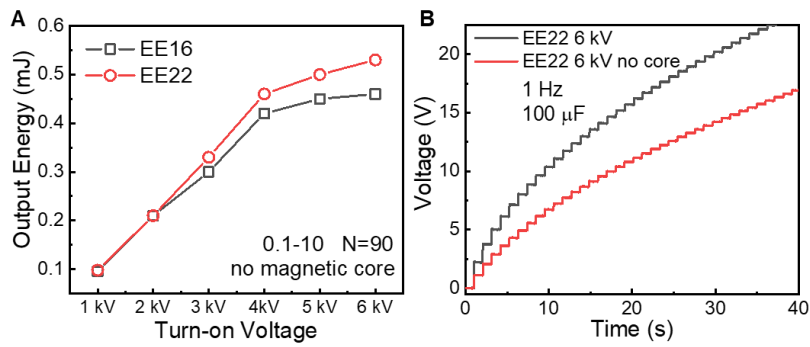 A
Output Energy (mJ)
0.6
0.5
0.4
0.3
0.2
0.1
EE16
EE22
0.1-10 N=90
no magnetic core
1 kV 2 kV 3 kV 4kV 5 kV 6 kV
Turn-on Voltage
B
Voltage (V)
20
15
10
5
0
EE22 6 kV
EE22 6 kV no core
1 Hz
100 μF
0 10 20 30 40
Time (s)